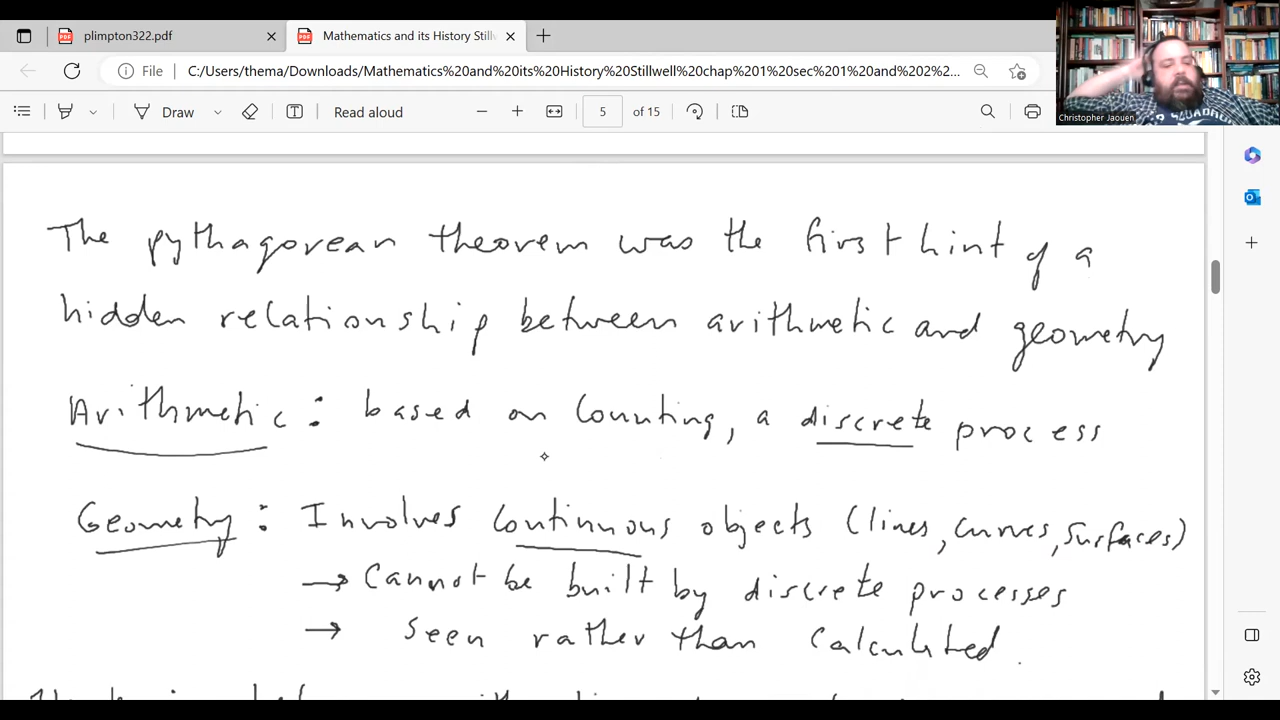 plimpton322.pdf
Mathematics and its History Stillw
File
C:/Users/thema/Downloads/Mathematics%20and%20its%20History%20Stillwell%20chap%201%20sec%201%20and%202%2...
Draw
Read aloud
5
of 15
Christopher Jaouen
The pythagorean theorem was the first hint of a
hidden relationship between arithmetic and geometry
Arithmetic: based on counting, a discrete process
Geometry: Involves continuous objects (lines, curves, surfaces)
→ Cannot be built by discrete processes
→ Seen rather than calculated.